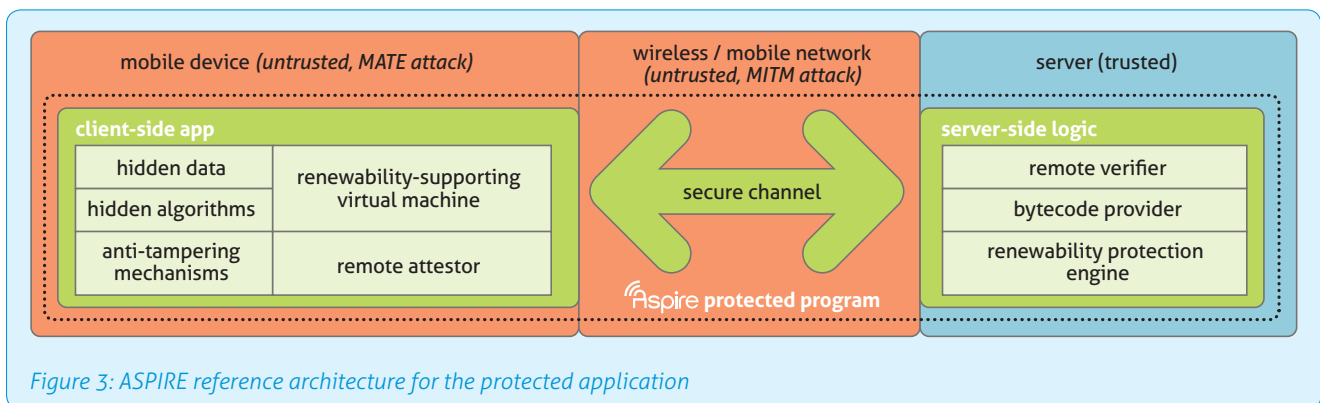 mobile device (untrusted, MATE attack)
wireless / mobile network
(untrusted, MITM attack)
server (trusted)
client-side app
hidden data
hidden algorithms
anti-tampering
mechanisms
renewability-supporting
virtual machine
remote attestor
secure channel
Aspire protected program
server-side logic
remote verifier
bytecode provider
renewability protection
engine
Figure 3: ASPIRE reference architecture for the protected application